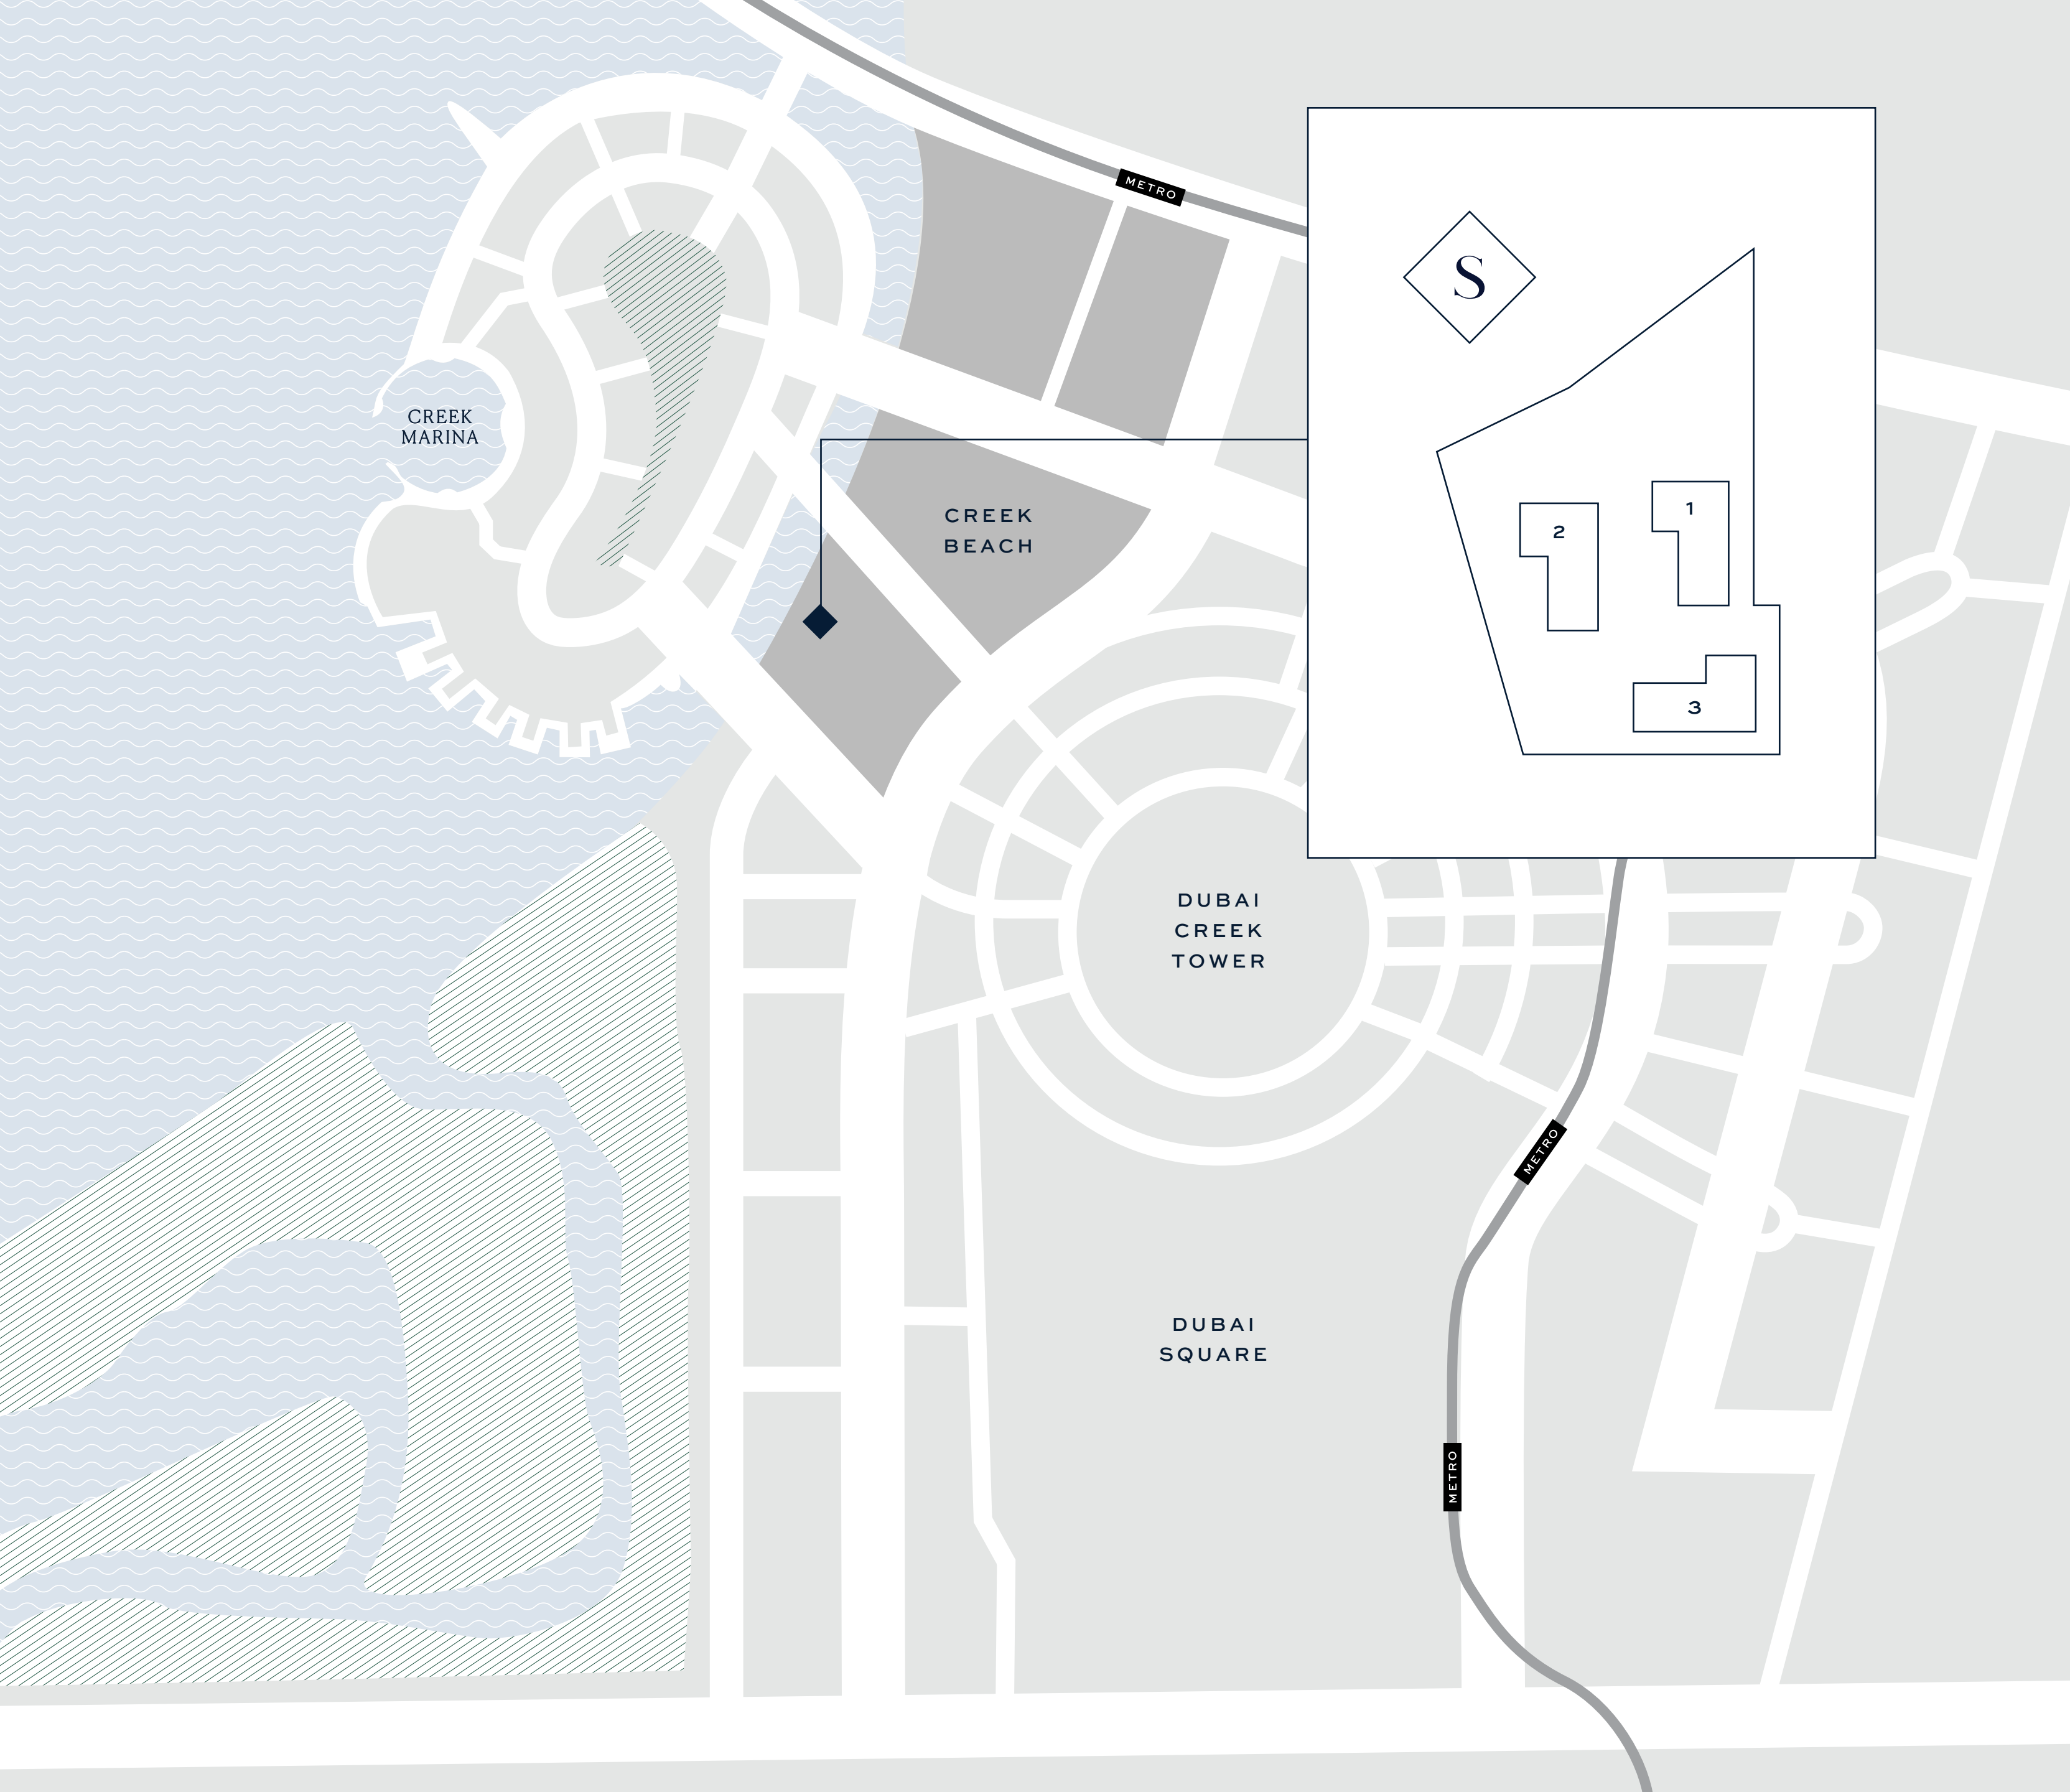 METRO
S
CREEK
MARINA
CREEK
BEACH
1
2
3
DUBAI
CREEK
TOWER
METRO
DUBAI
SQUARE
METRO